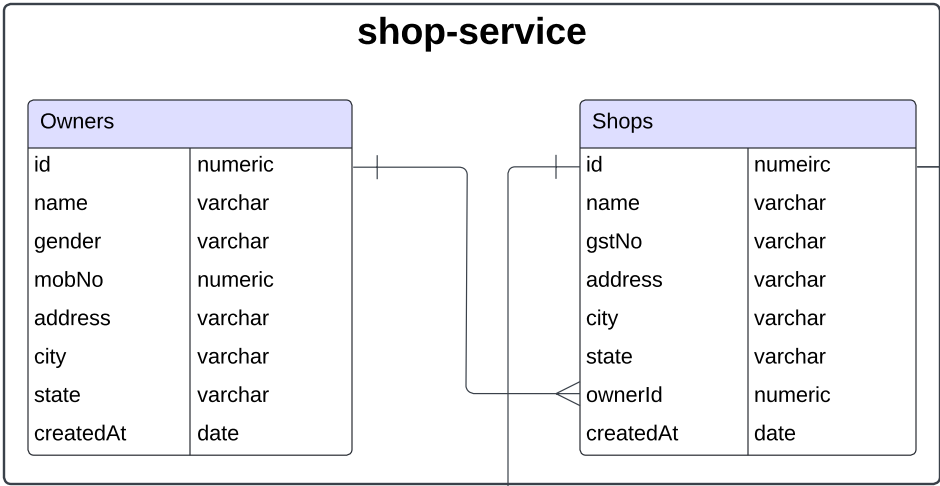 shop-service
Owners
id numeric
name varchar
gender varchar
mobNo numeric
address varchar
city varchar
state varchar
createdAt date
Shops
id numeirc
name varchar
gstNo varchar
address varchar
city varchar
state varchar
ownerId numeric
createdAt date